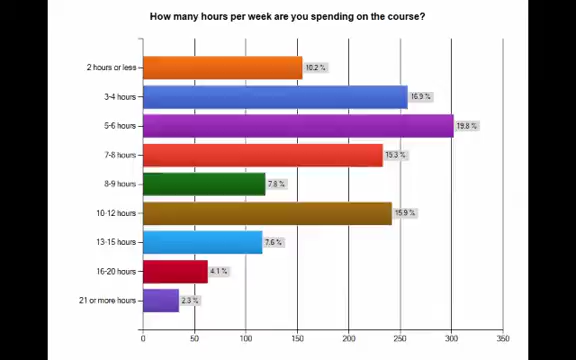 How many hours per week are you spending on the course?
2 hours or less
10.2 %
3-4 hours
16.9 %
5-6 hours
19.8 %
7-8 hours
15.3 %
8-9 hours
7.8 %
10-12 hours
15.9 %
13-15 hours
7.6 %
16-20 hours
4.1 %
21 or more hours
2.3 %
0 50 100 150 200 250 300 350